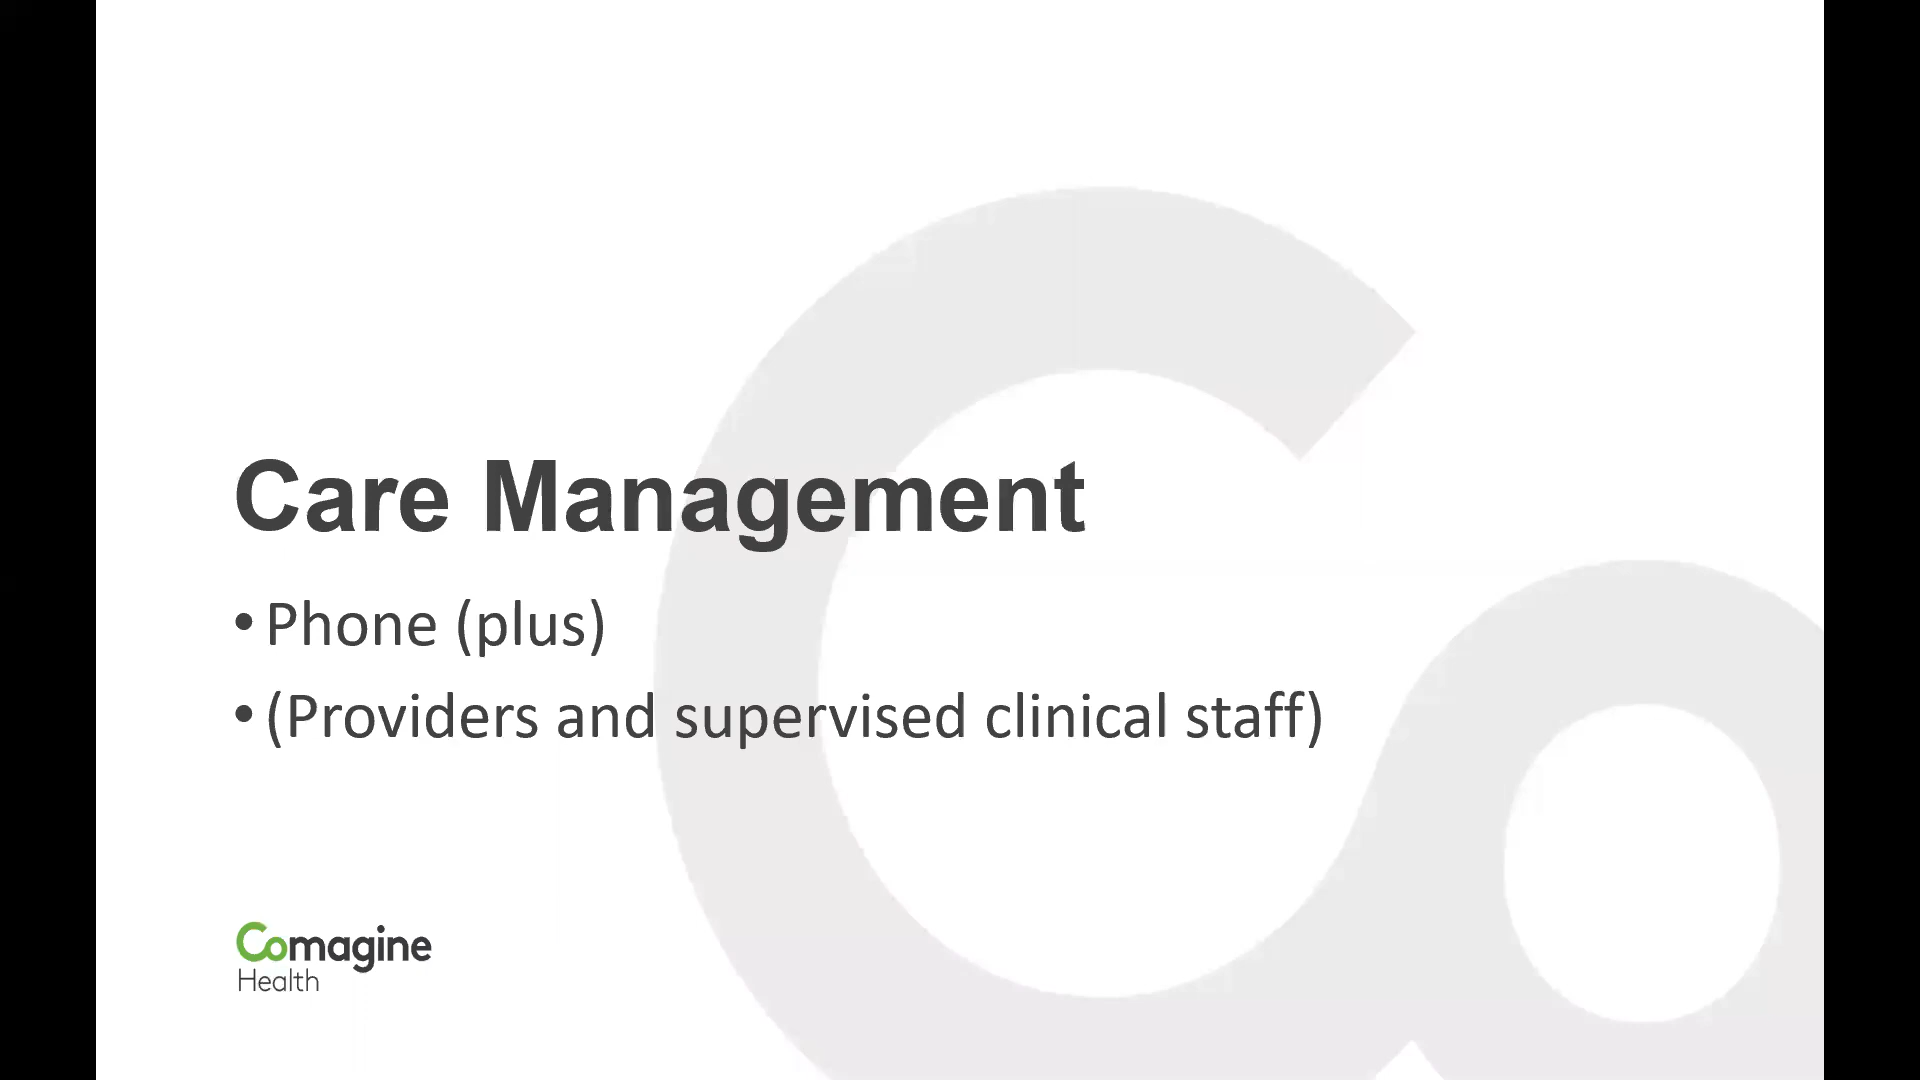 Care Management
• Phone (plus)
• (Providers and supervised clinical staff)
Comagine
Health